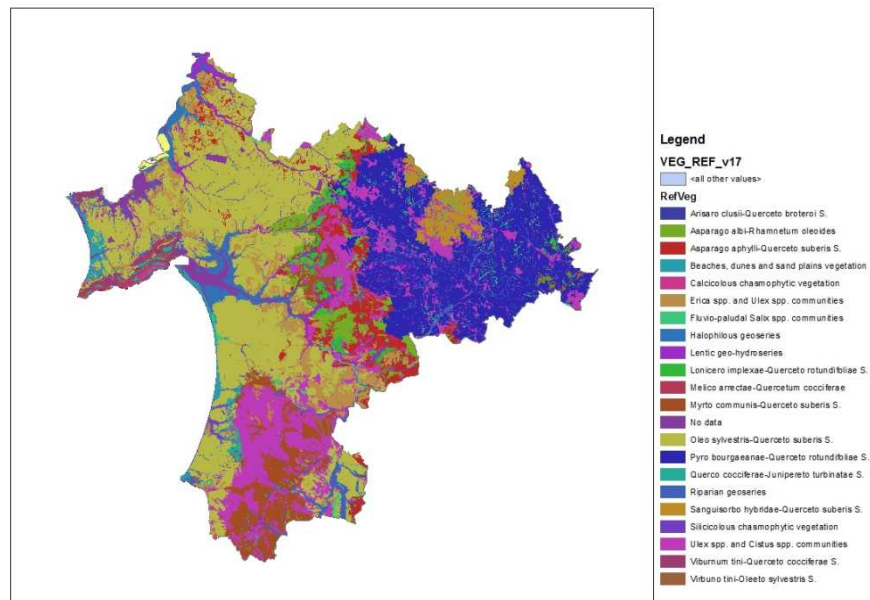 Legend
VEG_REF_v17
<all other values>
RefVeg
Arisaro clusii-Querceto broteroi S.
Asparago albi-Rhamnetum oleoides
Asparago aphylli-Querceto suberis S.
Beaches, dunes and sand plains vegetation
Calcicolous chasmophytic vegetation
Erica spp. and Ulex spp. communities
Fluvio-paludal Salix spp. communities
Halophilous geoseries
Lentic geo-hydroseries
Lonicero implexae-Querceto rotundifoliae S.
Melico arrectae-Quercetum cocciferae
Myrto communis-Querceto suberis S.
No data
Oleo sylvestris-Querceto suberis S.
Pyro bourgaeanae-Querceto rotundifoliae S.
Querco cocciferae-Junipereto turbinatae S.
Riparian geoseries
Sanguisorbo hybridae-Querceto suberis S.
Silicicolous chasmophytic vegetation
Ulex spp. and Cistus spp. communities
Viburnum tini-Querceto cocciferae S.
Virbuno tini-Oleeto sylvestris S.